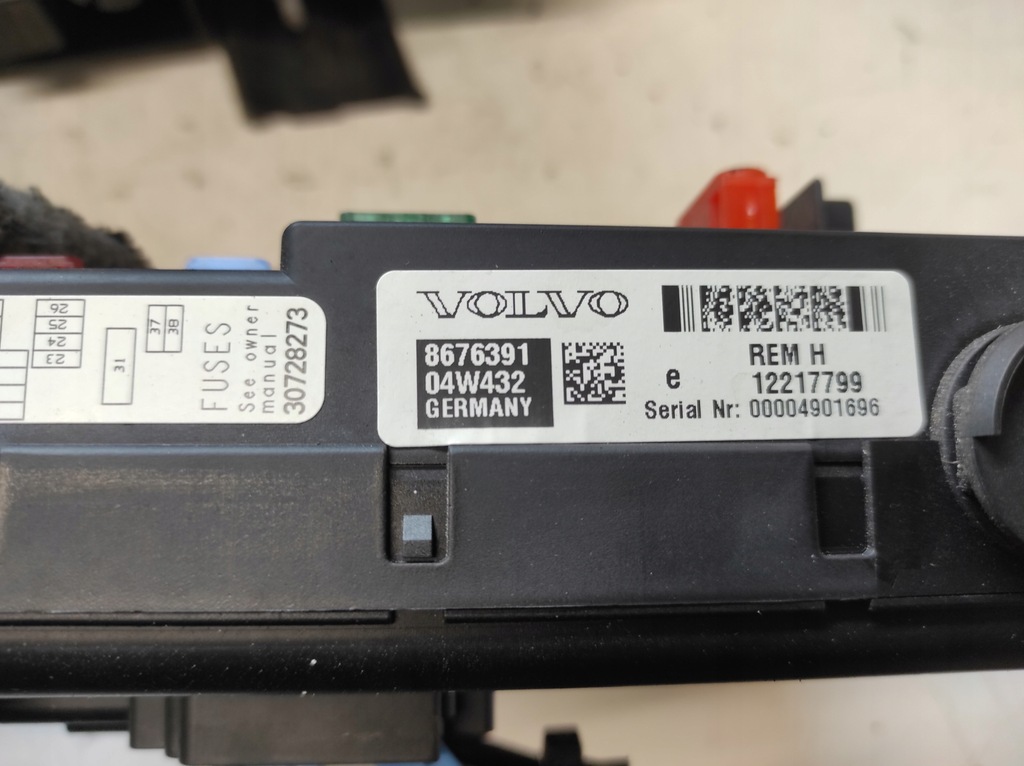 VOLVO
8676391
04W432
GERMANY
REM H
e 12217799
Serial Nr: 00004901696
FUSES
See owner
manual
30728273
26
25
24
23
37
38
31